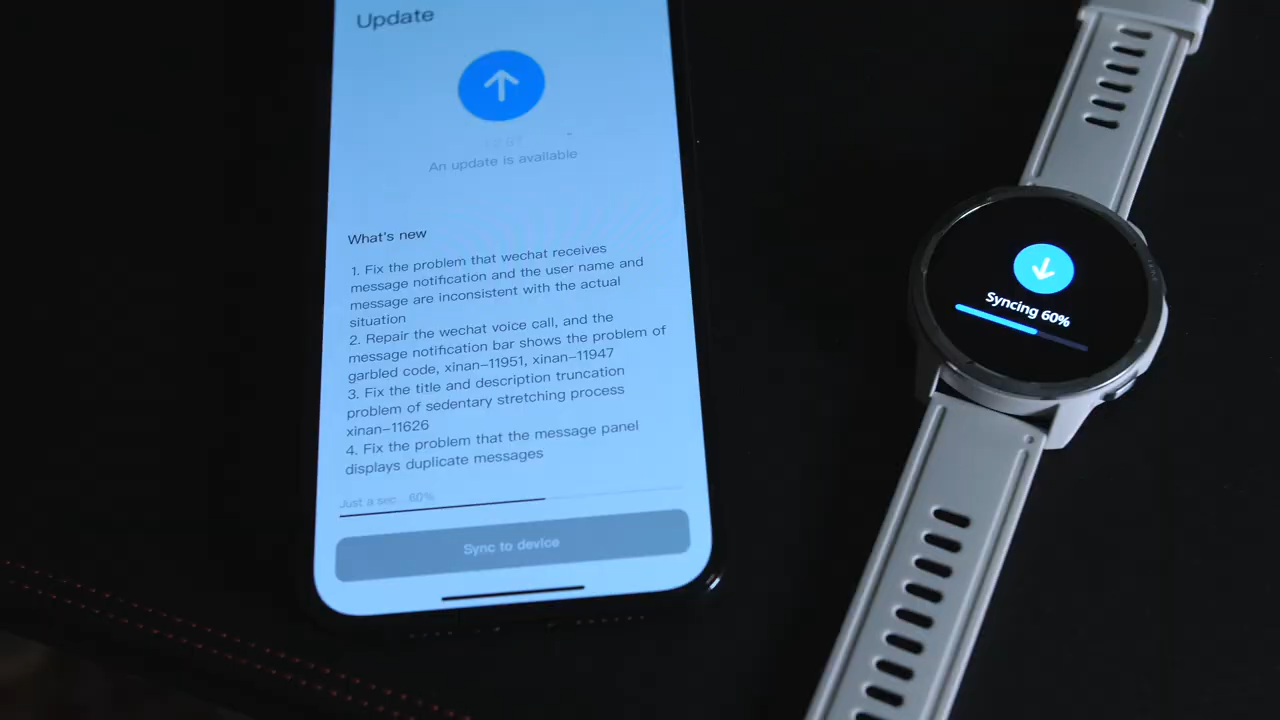 Update
An update is available
What's new
1. Fix the problem that wechat receives
message notification and the user name and
message are inconsistent with the actual
situation
2. Repair the wechat voice call, and the
message notification bar shows the problem of
garbled code, xinan-11951, xinan-11947
3. Fix the title and description truncation
problem of sedentary stretching process
xinan-11626
4. Fix the problem that the message panel
displays duplicate messages
Just a sec 60%
Sync to device
Syncing 60%